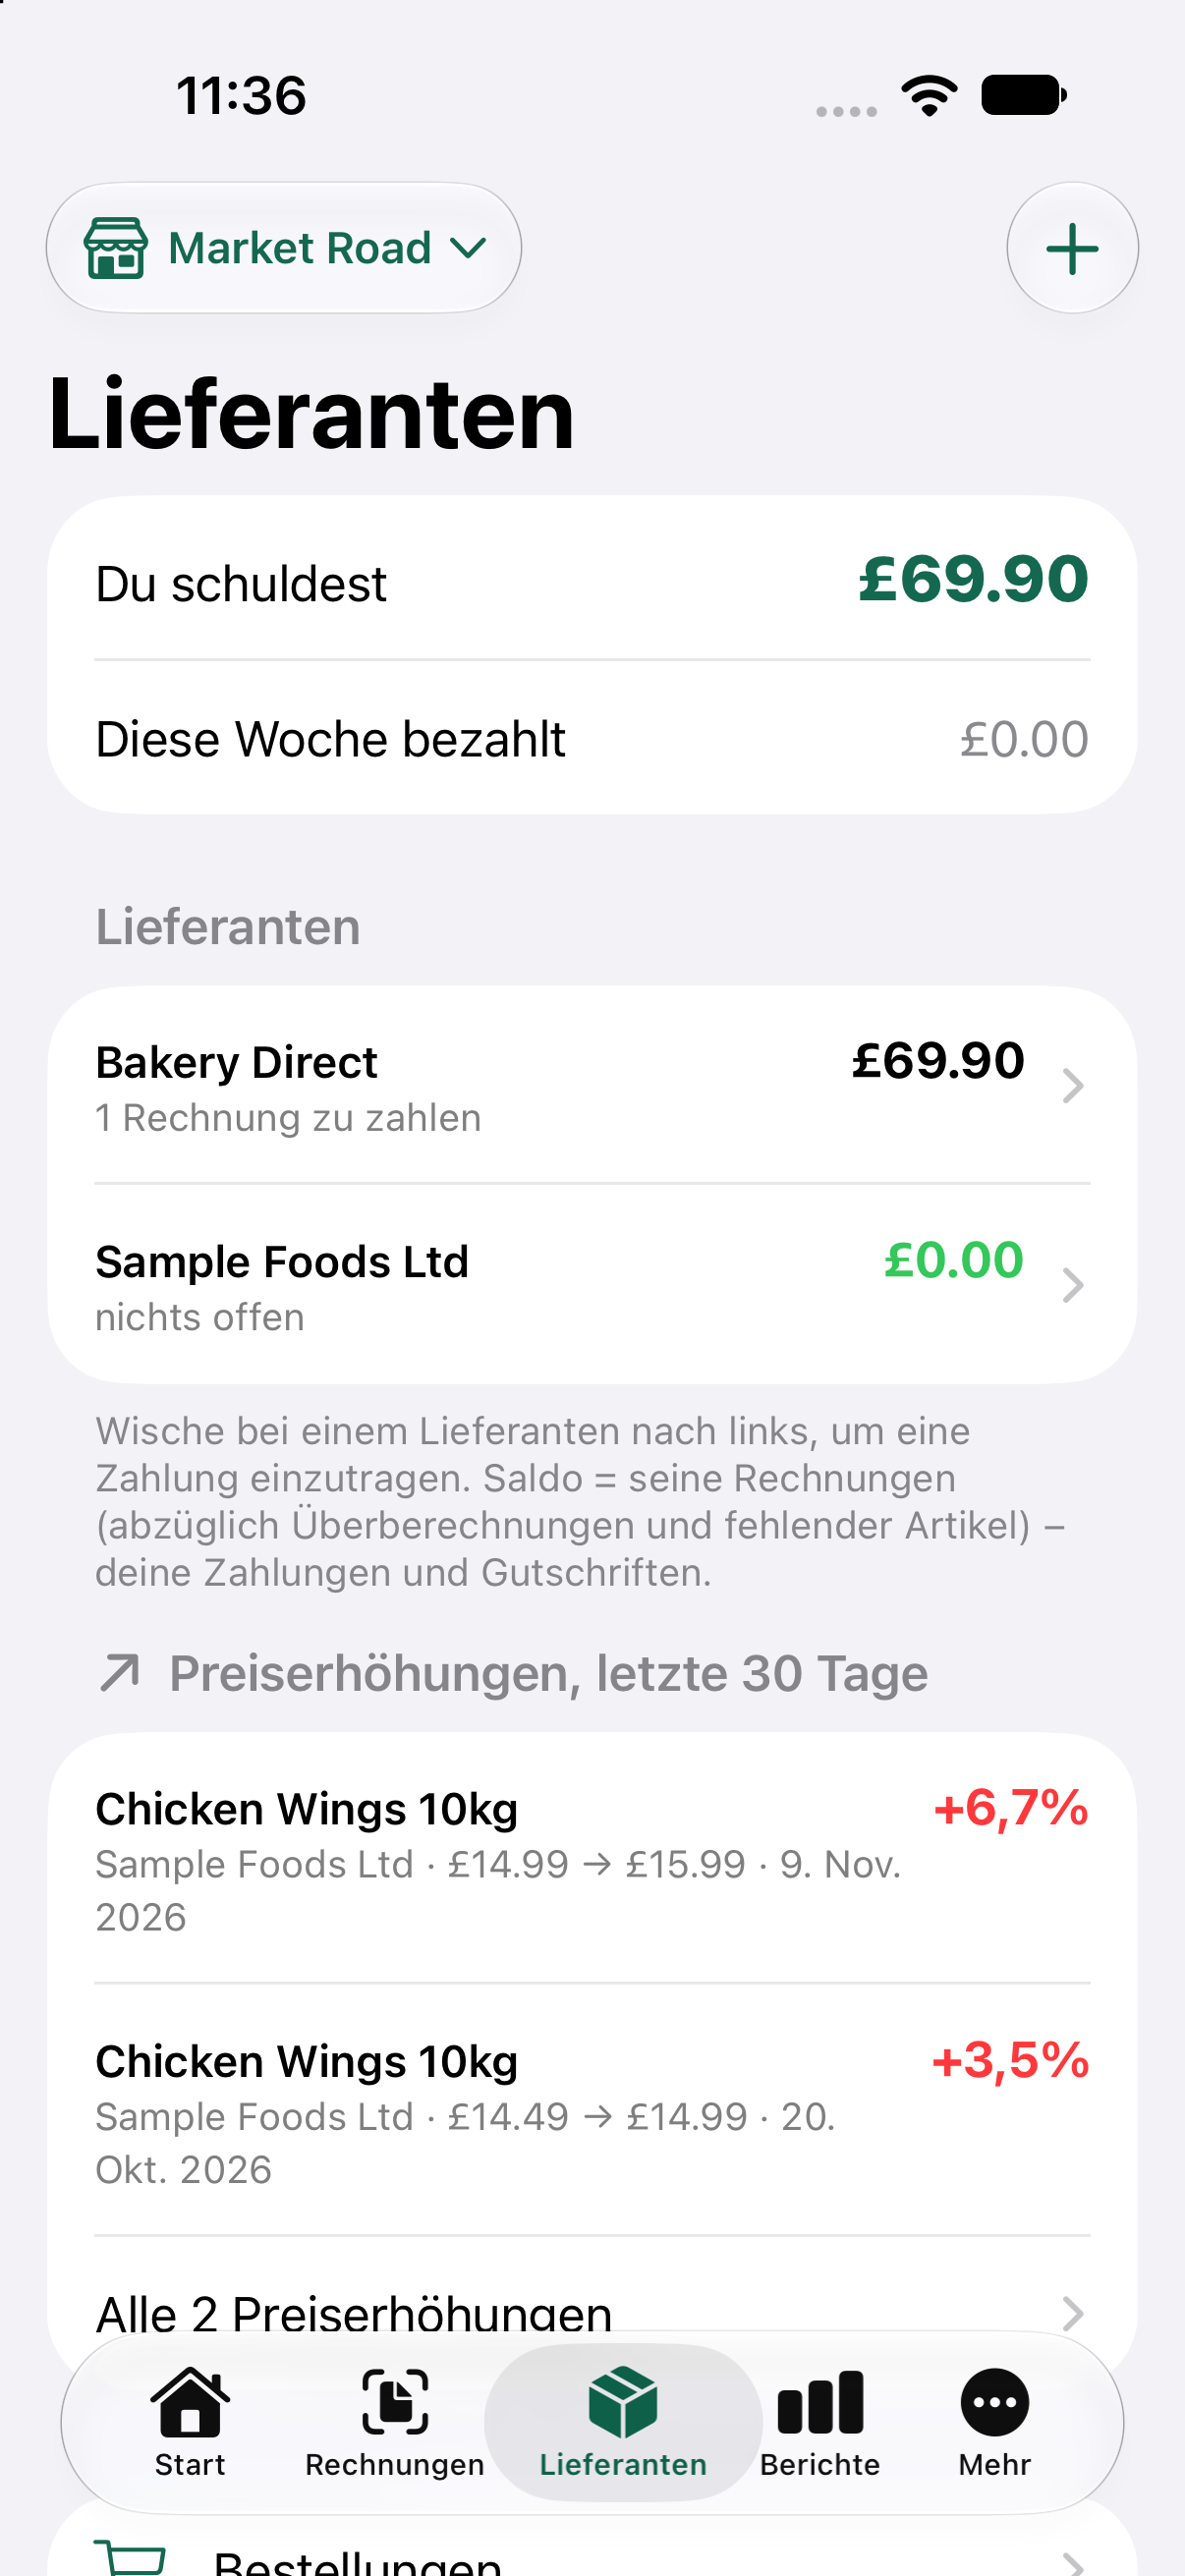 11:36
Market Road
Lieferanten
Du schuldest £69.90
Diese Woche bezahlt £0.00
Lieferanten
Bakery Direct £69.90
1 Rechnung zu zahlen
Sample Foods Ltd £0.00
nichts offen
Wische bei einem Lieferanten nach links, um eine
Zahlung einzutragen. Saldo = seine Rechnungen
(abzüglich Überberechnungen und fehlender Artikel) –
deine Zahlungen und Gutschriften.
Preiserhöhungen, letzte 30 Tage
Chicken Wings 10kg +6,7%
Sample Foods Ltd · £14.99 → £15.99 · 9. Nov.
2026
Chicken Wings 10kg +3,5%
Sample Foods Ltd · £14.49 → £14.99 · 20.
Okt. 2026
Alle 2 Preiserhöhungen
Start Rechnungen Lieferanten Berichte Mehr
Bestellungen